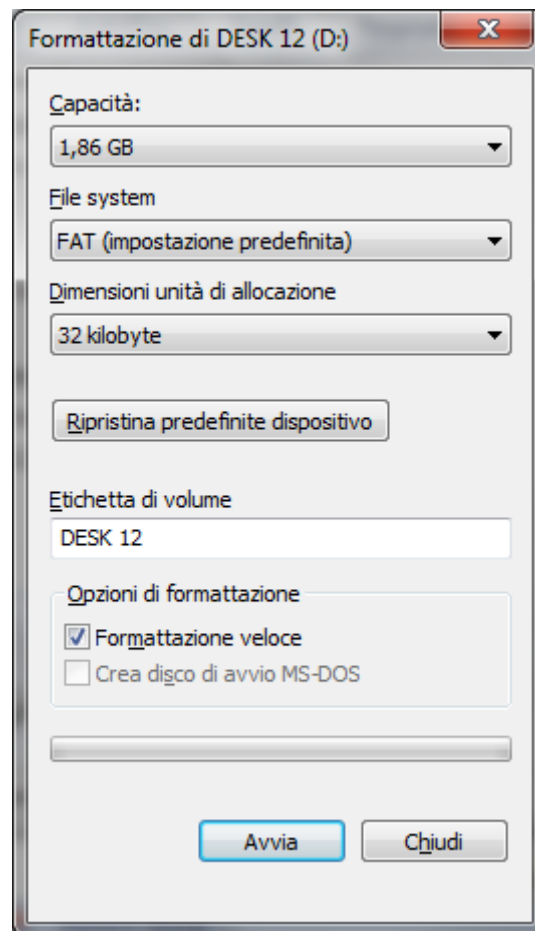 Formattazione di DESK 12 (D:)
Capacità:
1,86 GB
File system
FAT (impostazione predefinita)
Dimensioni unità di allocazione
32 kilobyte
Ripristina predefinite dispositivo
Etichetta di volume
DESK 12
Opzioni di formattazione
Formattazione veloce
Crea disco di avvio MS-DOS
Avvia
Chiudi